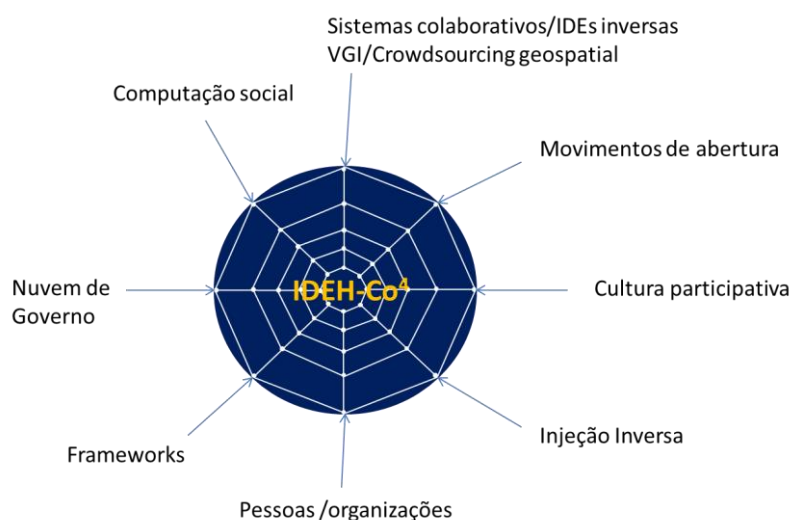 Sistemas colaborativos/IDEs inversas
VGI/Crowdsourcing geospatial
Computação social
Movimentos de abertura
Nuvem de
Governo
IDEH-Co⁴
Cultura participativa
Injeção Inversa
Frameworks
Pessoas /organizações